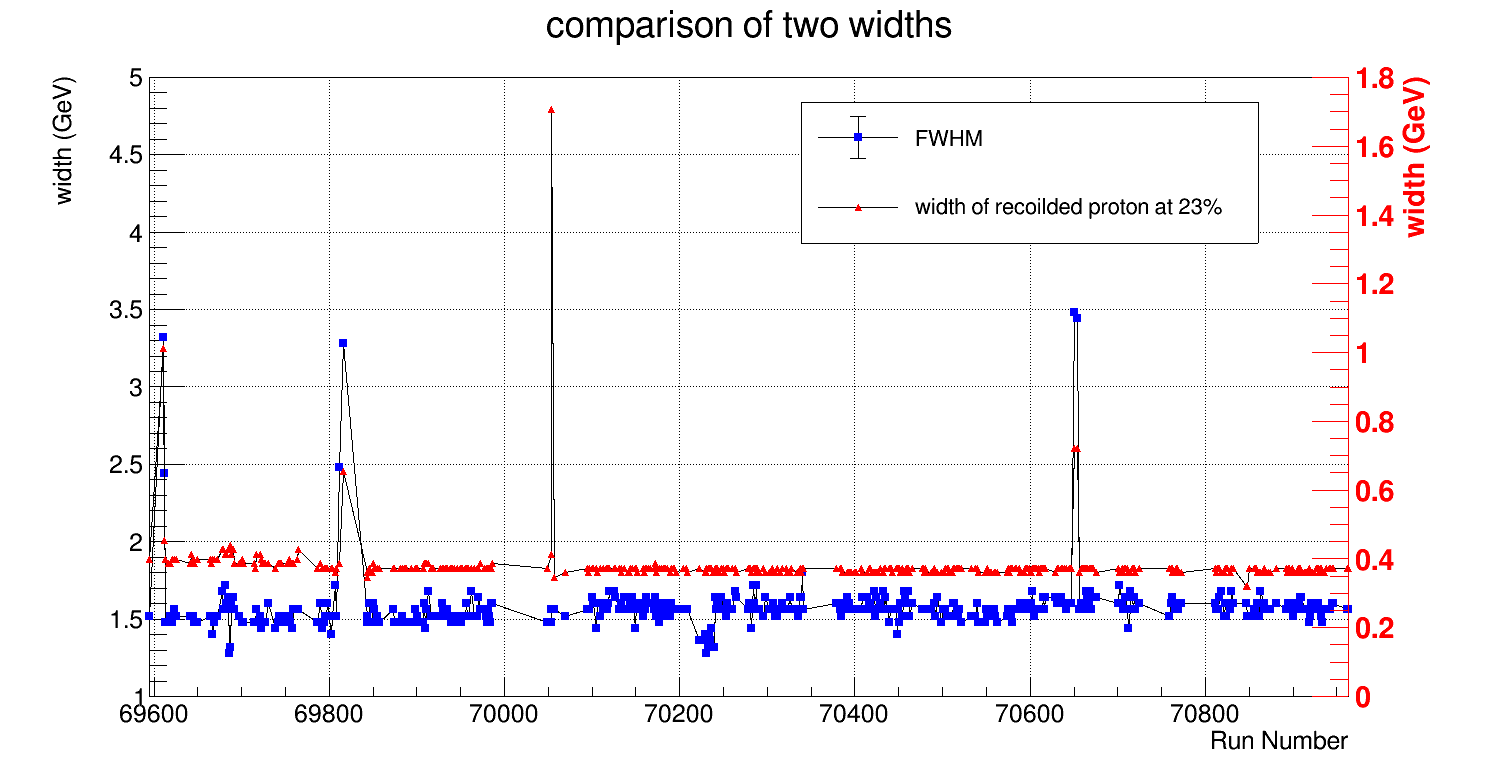 comparison of two widths
width (GeV)
5
4.5
4
3.5
3
2.5
2
1.5
1
FWHM
width of recoilded proton at 23%
1.8
1.6
1.4
1.2
1
0.8
0.6
0.4
0.2
0
width (GeV)
69600 69800 70000 70200 70400 70600 70800
Run Number